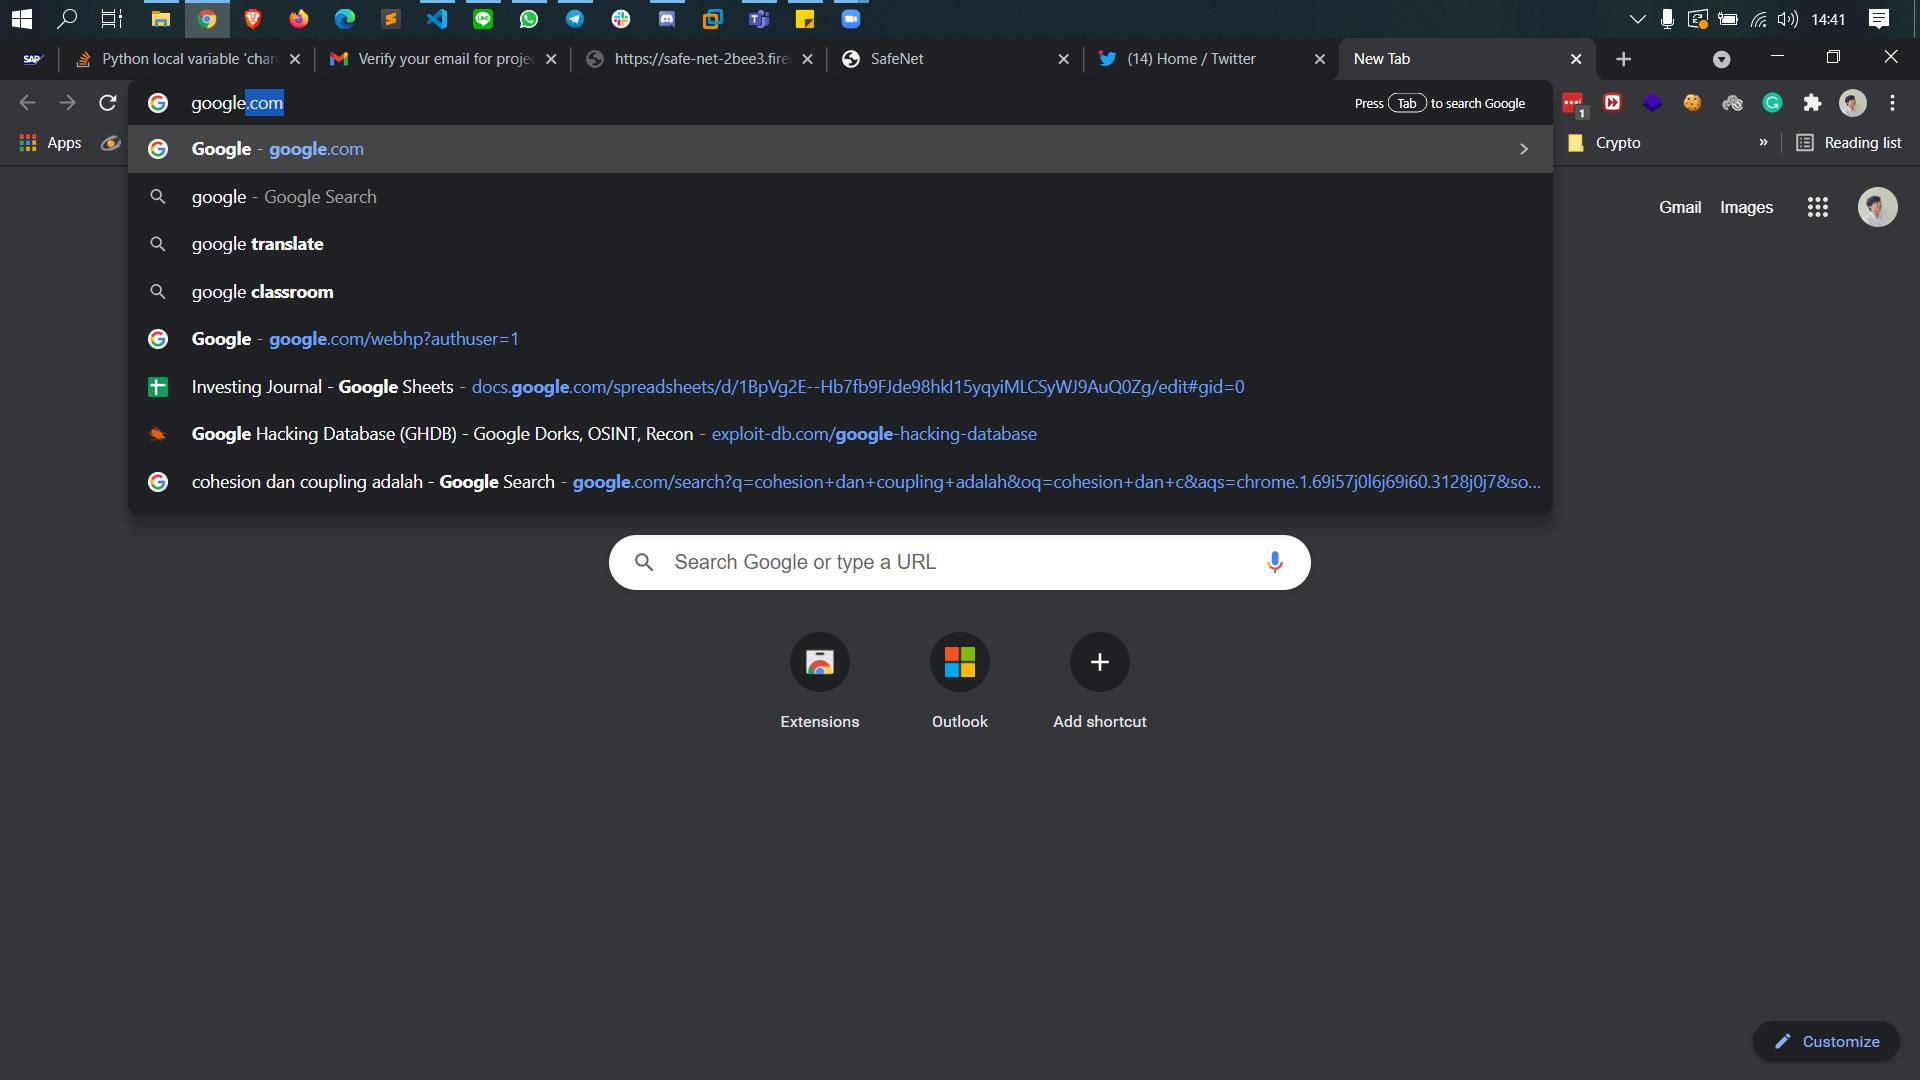 14:41
SAP
Python local variable 'char
Verify your email for proje
https://safe-net-2bee3.fire
SafeNet
(14) Home / Twitter
New Tab
google.com
Press Tab to search Google
1
Apps
Google - google.com
Crypto
»
Reading list
google - Google Search
Gmail
Images
google translate
google classroom
Google - google.com/webhp?authuser=1
Investing Journal - Google Sheets - docs.google.com/spreadsheets/d/1BpVg2E--Hb7fb9FJde98hkI15yqyiMLCSyWJ9AuQ0Zg/edit#gid=0
Google Hacking Database (GHDB) - Google Dorks, OSINT, Recon - exploit-db.com/google-hacking-database
cohesion dan coupling adalah - Google Search - google.com/search?q=cohesion+dan+coupling+adalah&oq=cohesion+dan+c&aqs=chrome.1.69i57j0l6j69i60.3128j0j7&so...
Search Google or type a URL
Extensions
Outlook
Add shortcut
Customize